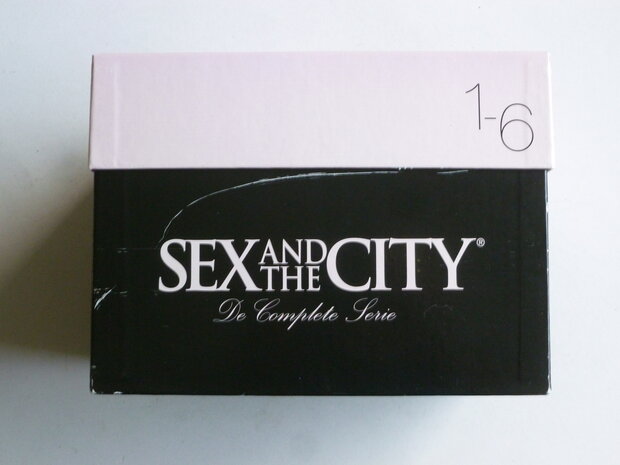 1-6
SEX AND THE CITY®
De Complete Serie